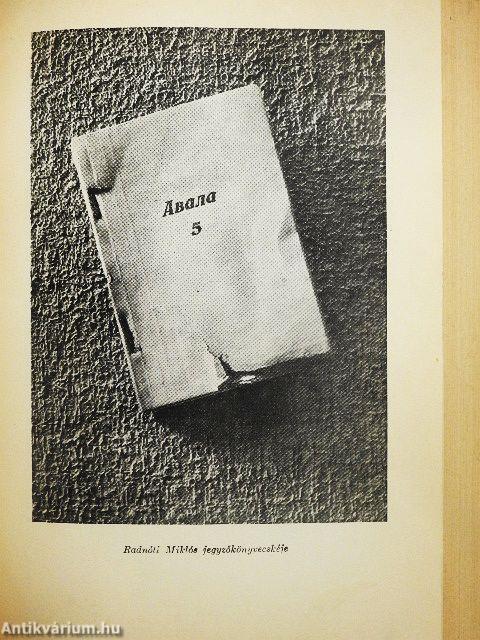 Авала
5
Radnóti Miklós jegyzőkönyvecskéje
Antikvárium.hu